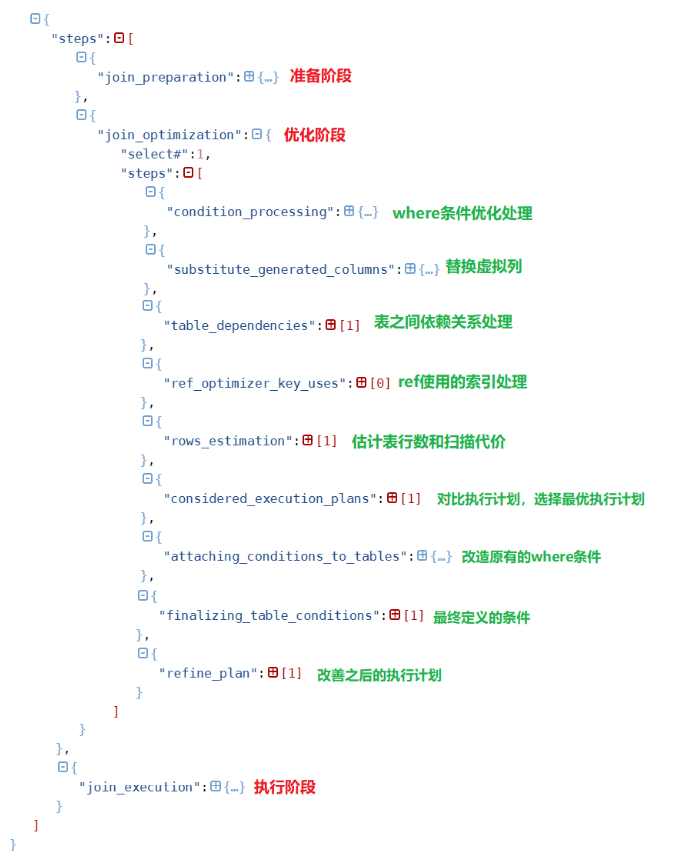 {
"steps":[
{
"join_preparation":{…} 准备阶段
},
{
"join_optimization":{ 优化阶段
"select#":1,
"steps":[
{
"condition_processing":{…} where条件优化处理
},
{
"substitute_generated_columns":{…} 替换虚拟列
},
{
"table_dependencies":[1] 表之间依赖关系处理
},
{
"ref_optimizer_key_uses":[0] ref使用的索引处理
},
{
"rows_estimation":[1] 估计表行数和扫描代价
},
{
"considered_execution_plans":[1] 对比执行计划，选择最优执行计划
},
{
"attaching_conditions_to_tables":{…} 改造原有的where条件
},
{
"finalizing_table_conditions":[1] 最终定义的条件
},
{
"refine_plan":[1] 改善之后的执行计划
}
]
}
},
{
"join_execution":{…} 执行阶段
}
]
}